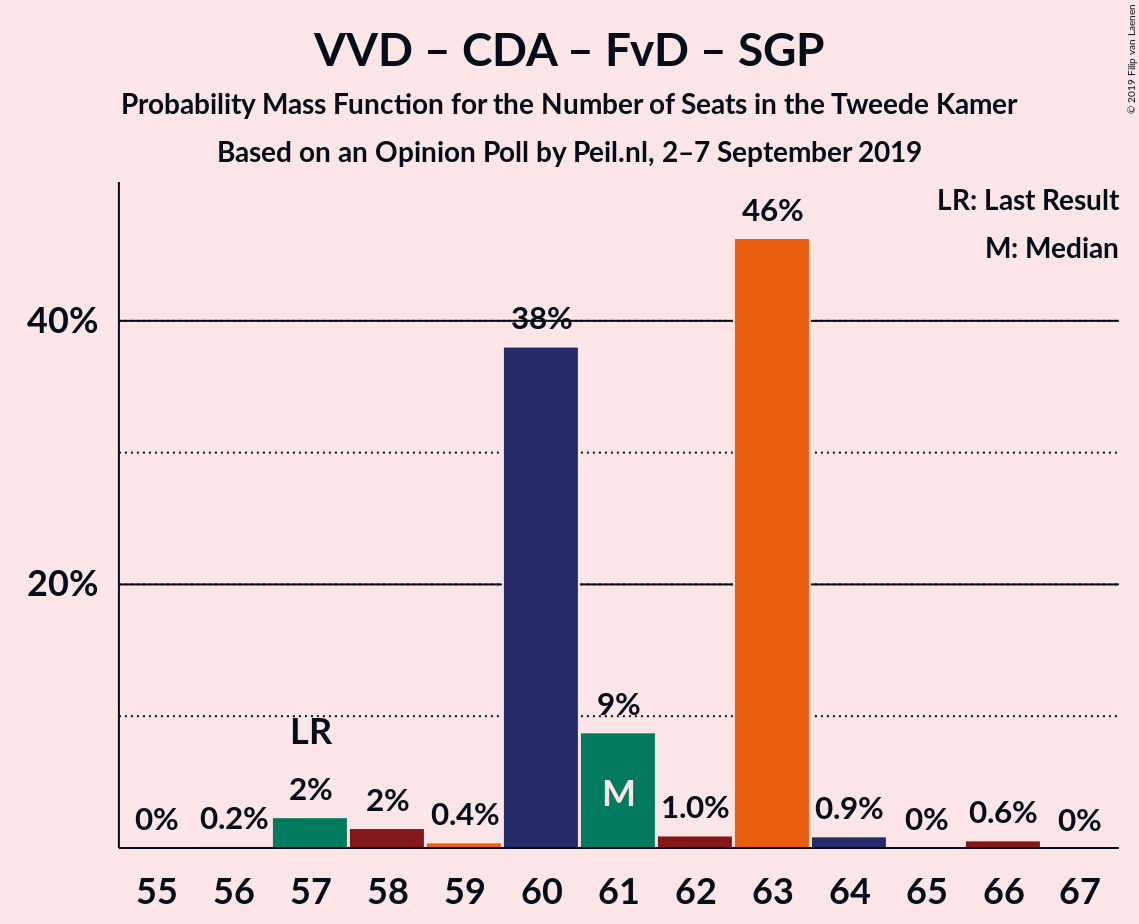 VVD – CDA – FvD – SGP
Probability Mass Function for the Number of Seats in the Tweede Kamer
Based on an Opinion Poll by Peil.nl, 2–7 September 2019
© 2019 Filip van Laenen
LR: Last Result
M: Median
46%
40%
38%
20%
9%
LR
M
0%
0.2%
2%
2%
0.4%
1.0%
0.9%
0%
0.6%
0%
55 56 57 58 59 60 61 62 63 64 65 66 67